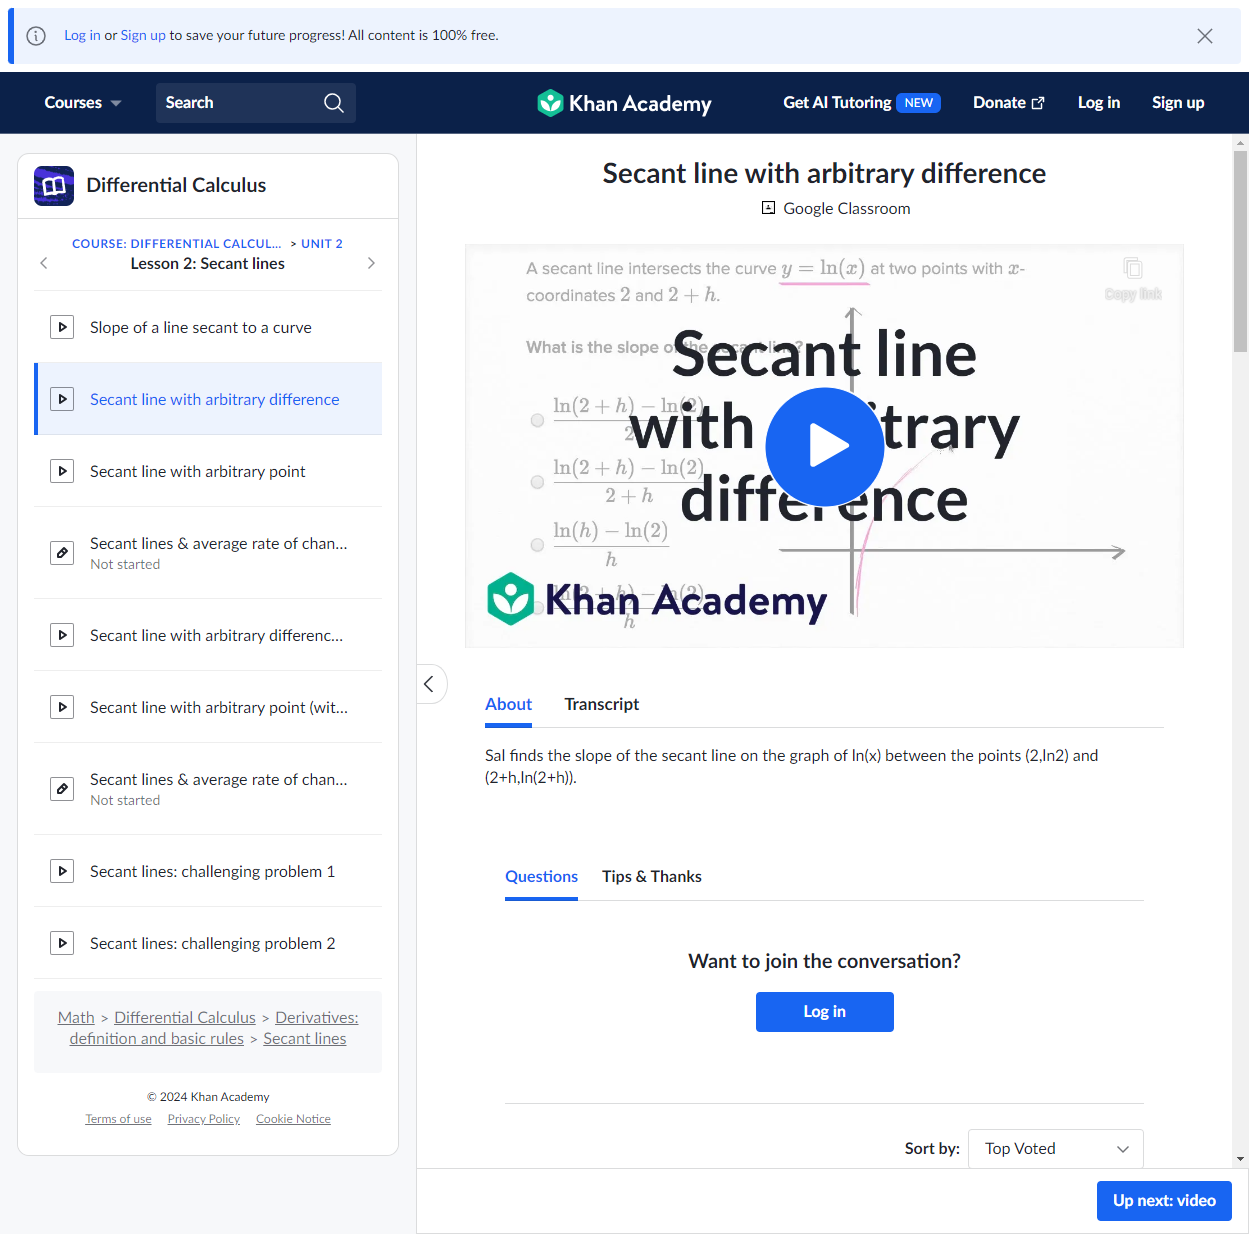 Log in or Sign up to save your future progress! All content is 100% free.
Courses
Search
Khan Academy
Get AI Tutoring NEW
Donate
Log in
Sign up
Differential Calculus
COURSE: DIFFERENTIAL CALCUL... > UNIT 2
Lesson 2: Secant lines
Slope of a line secant to a curve
Secant line with arbitrary difference
Secant line with arbitrary point
Secant lines & average rate of chan...
Not started
Secant line with arbitrary differenc...
Secant line with arbitrary point (wit...
Secant lines & average rate of chan...
Not started
Secant lines: challenging problem 1
Secant lines: challenging problem 2
Math > Differential Calculus > Derivatives:
definition and basic rules > Secant lines
© 2024 Khan Academy
Terms of use Privacy Policy Cookie Notice
Secant line with arbitrary difference
Google Classroom
A secant line intersects the curve y = ln(x) at two points with x-
coordinates 2 and 2 + h.
Copy link
What is the slope of the secant line?
Secant line
with arbitrary
difference
ln(2 + h) − ln(2)
2
ln(2 + h) − ln(2)
2 + h
ln(h) − ln(2)
h
ln(2 + h) − ln(2)
h
Khan Academy
About
Transcript
Sal finds the slope of the secant line on the graph of ln(x) between the points (2,ln2) and
(2+h,ln(2+h)).
Questions
Tips & Thanks
Want to join the conversation?
Log in
Sort by: Top Voted
Up next: video